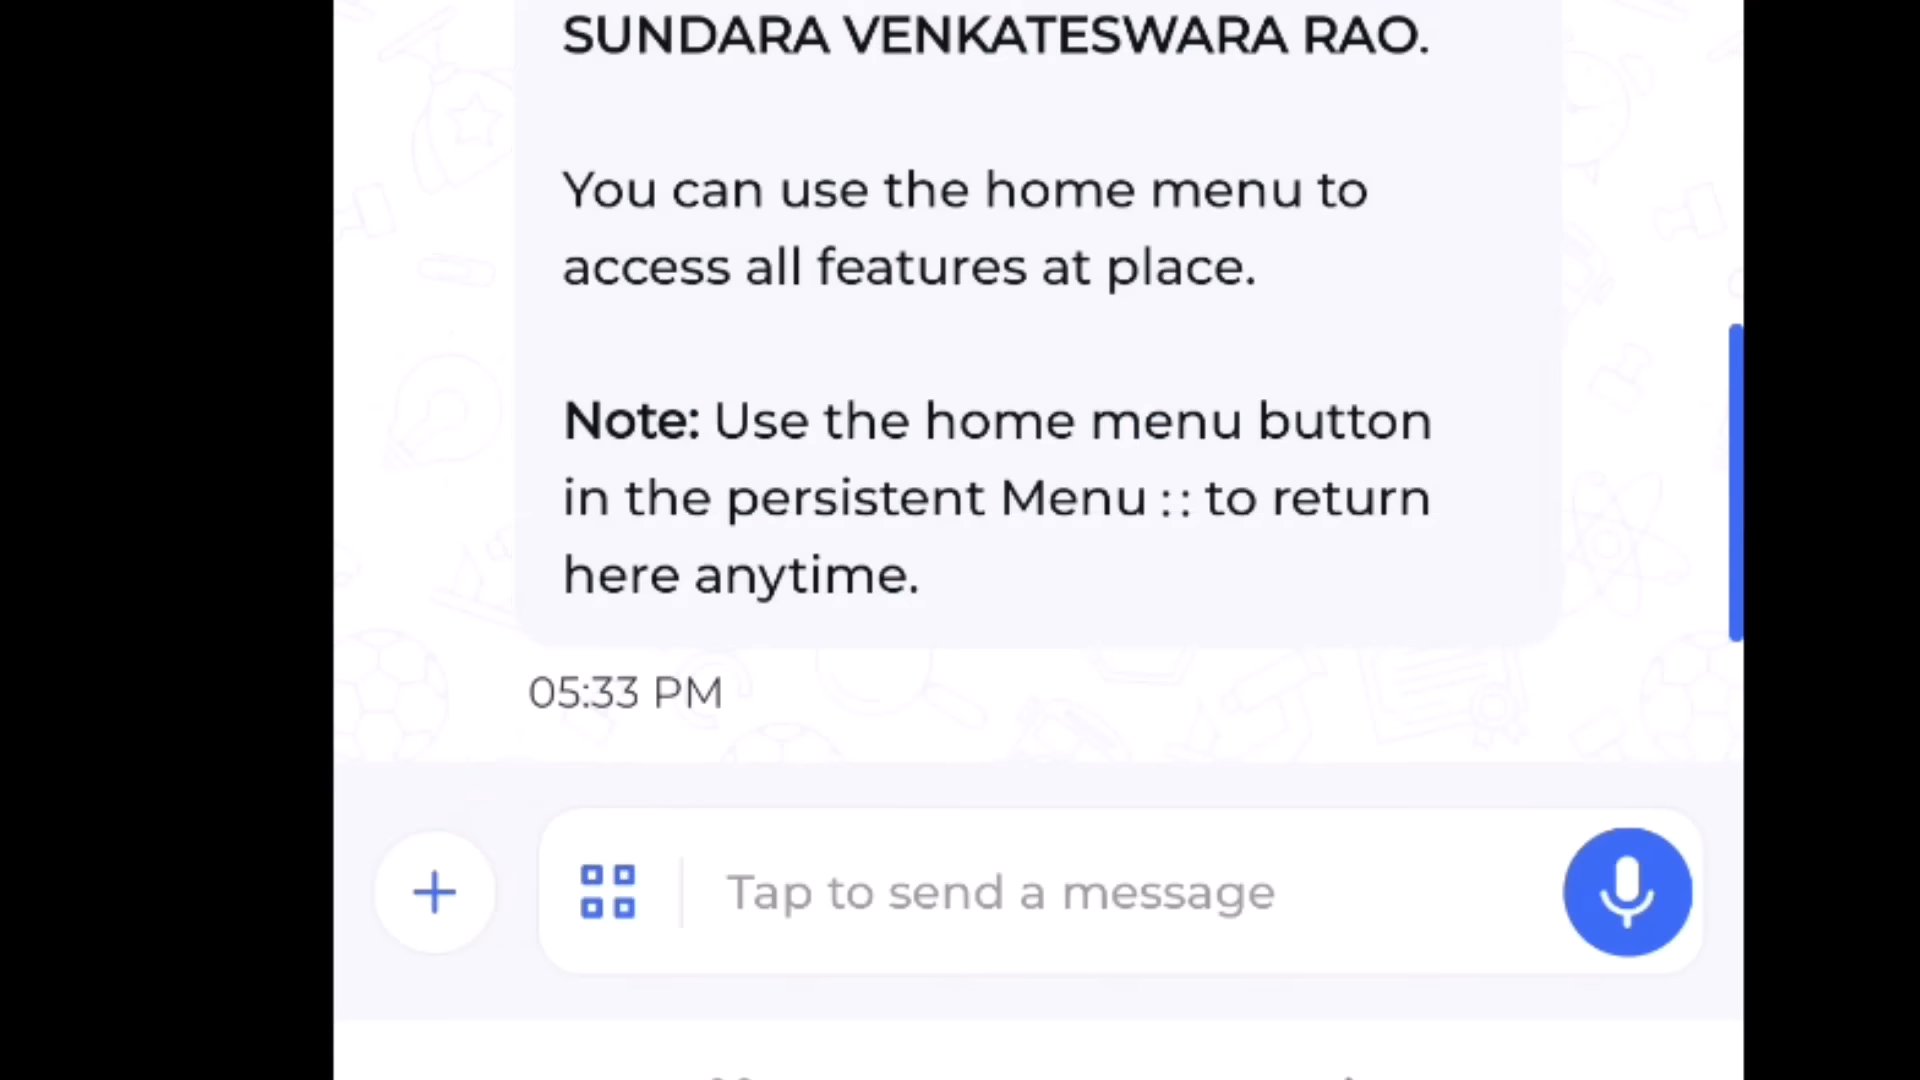 SUNDARA VENKATESWARA RAO.
You can use the home menu to
access all features at place.
Note: Use the home menu button
in the persistent Menu :: to return
here anytime.
05:33 PM
Tap to send a message